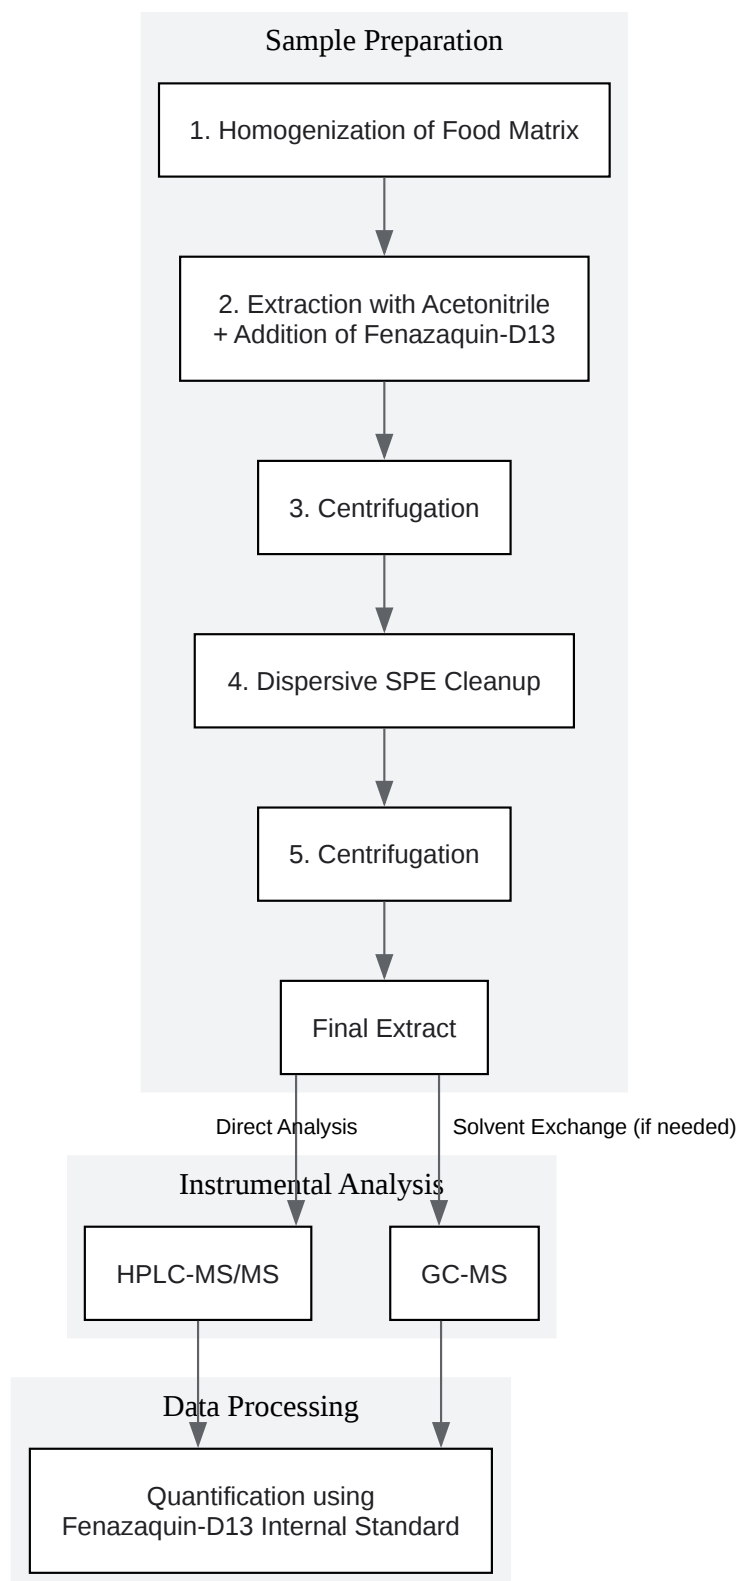 Sample Preparation
1. Homogenization of Food Matrix
2. Extraction with Acetonitrile
+ Addition of Fenazaquin-D13
3. Centrifugation
4. Dispersive SPE Cleanup
5. Centrifugation
Final Extract
Direct Analysis
Solvent Exchange (if needed)
Instrumental Analysis
HPLC-MS/MS
GC-MS
Data Processing
Quantification using
Fenazaquin-D13 Internal Standard